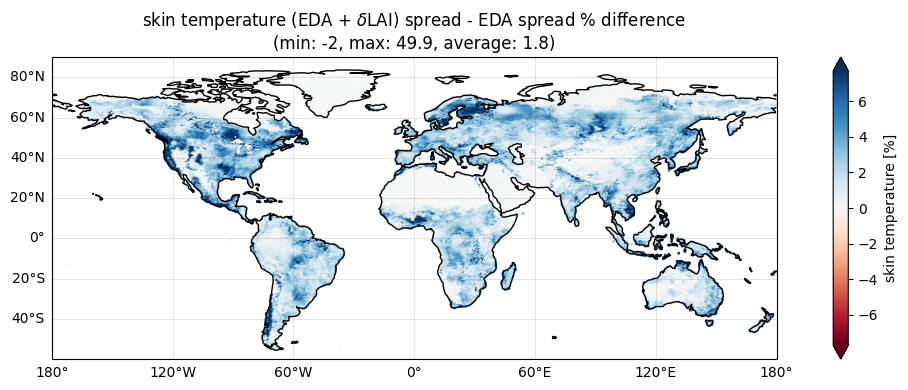 skin temperature (EDA + δLAI) spread - EDA spread % difference
(min: -2, max: 49.9, average: 1.8)
80°N
60°N
40°N
20°N
0°
20°S
40°S
180°
120°W
60°W
0°
60°E
120°E
180°
6
4
2
0
−2
−4
−6
skin temperature [%]